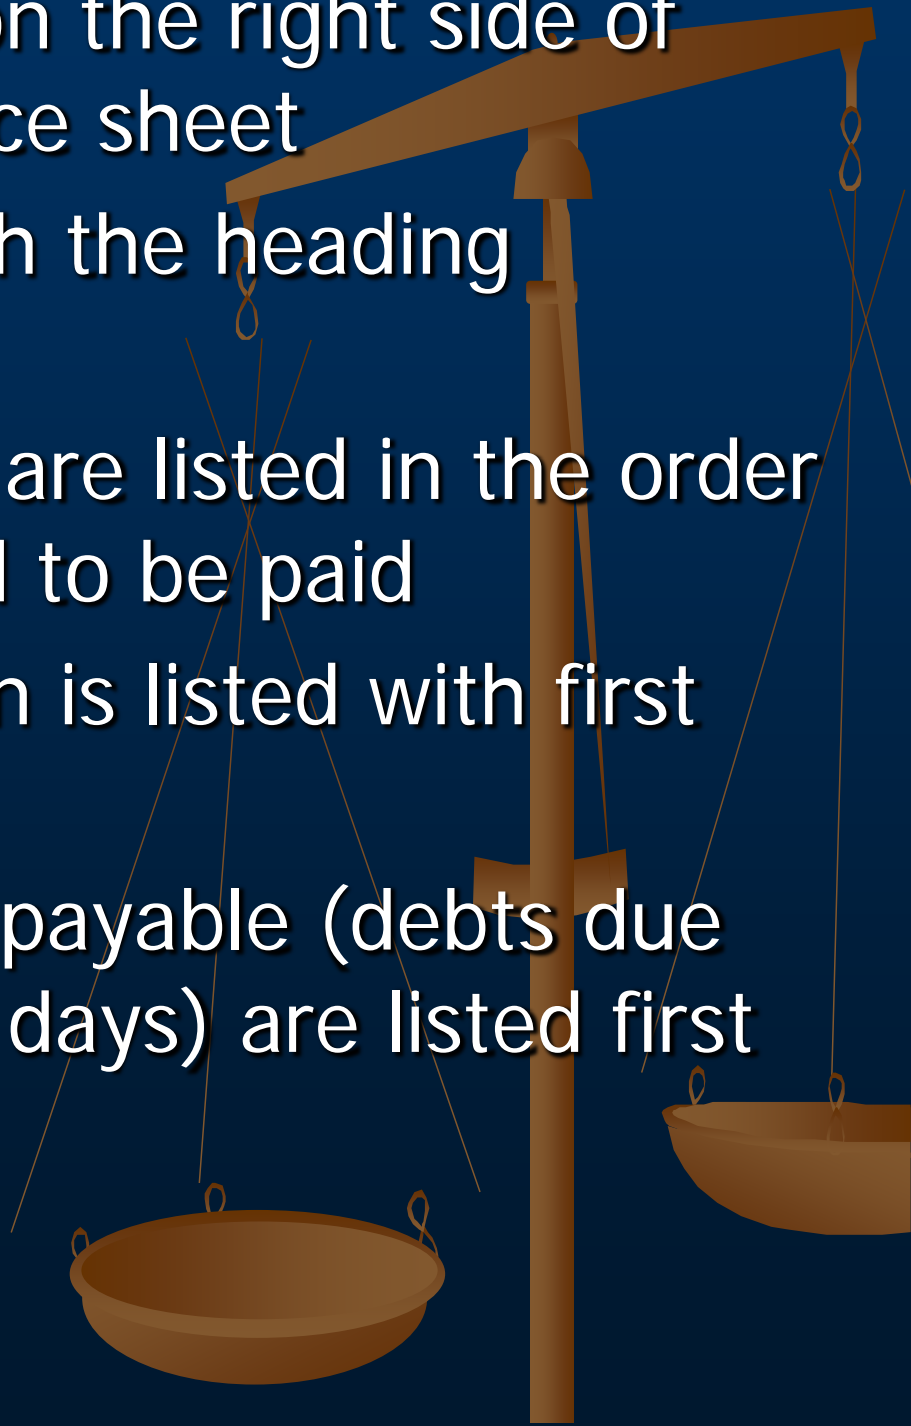 on the right side of
ce sheet
h the heading
are listed in the order
to be paid
n is listed with first
payable (debts due
days) are listed first